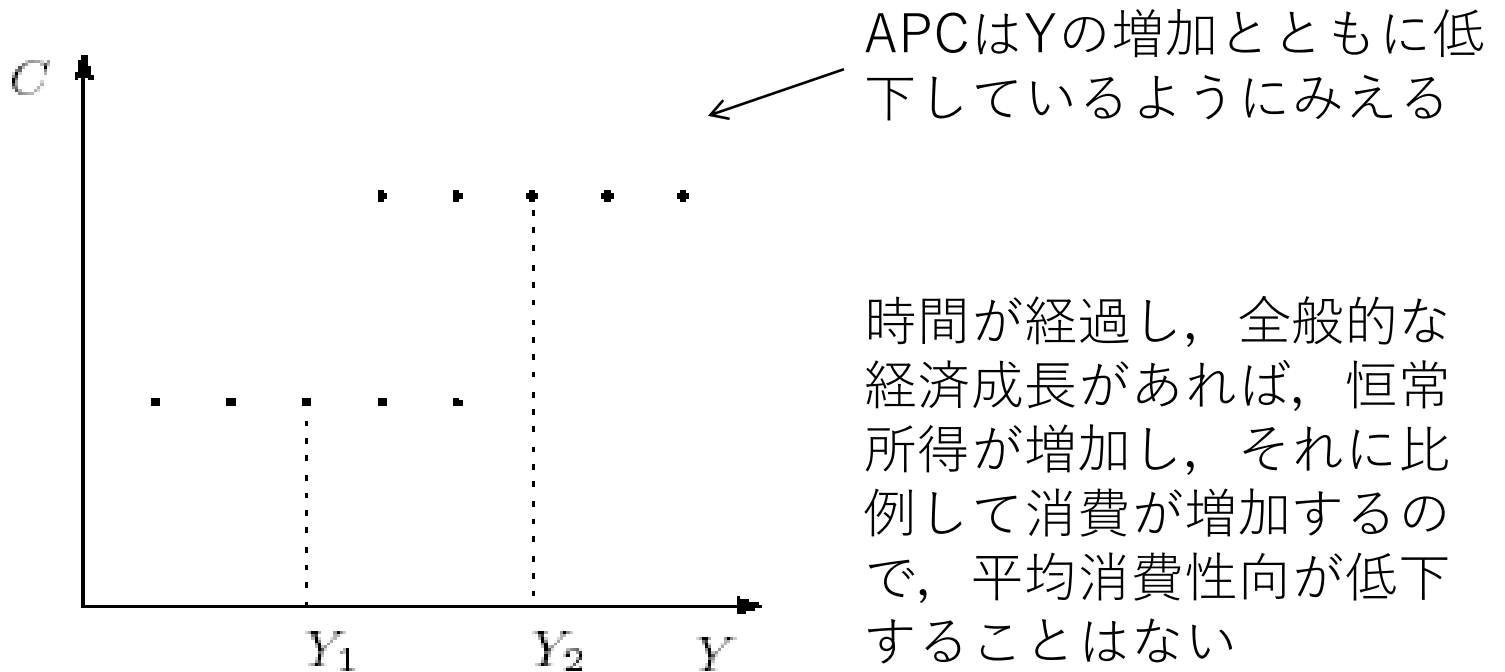 APCはYの増加とともに低
下しているようにみえる
C
時間が経過し，全般的な
経済成長があれば，恒常
所得が増加し，それに比
例して消費が増加するの
で，平均消費性向が低下
することはない
Y₁ Y₂ Y